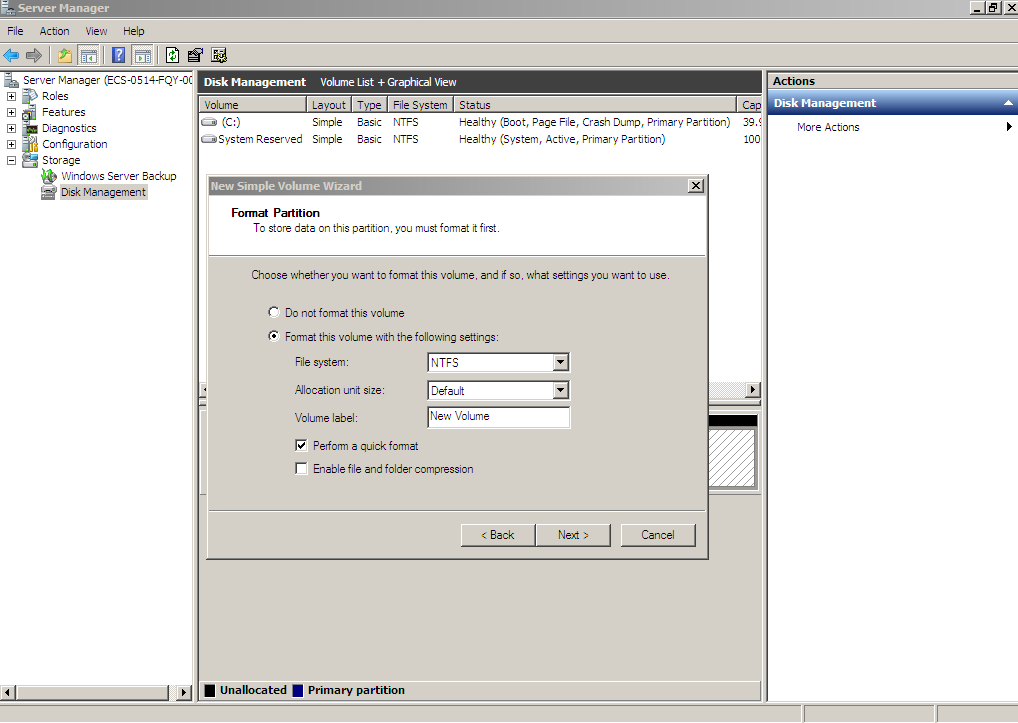 Server Manager
File Action View Help
Server Manager (ECS-0514-FQY-00
Roles
Features
Diagnostics
Configuration
Storage
Windows Server Backup
Disk Management
Disk Management Volume List + Graphical View
Volume Layout Type File System Status Cap
(C:) Simple Basic NTFS Healthy (Boot, Page File, Crash Dump, Primary Partition) 39.9
System Reserved Simple Basic NTFS Healthy (System, Active, Primary Partition) 100
New Simple Volume Wizard
Format Partition
To store data on this partition, you must format it first.
Choose whether you want to format this volume, and if so, what settings you want to use.
Do not format this volume
Format this volume with the following settings:
File system: NTFS
Allocation unit size: Default
Volume label: New Volume
Perform a quick format
Enable file and folder compression
< Back Next > Cancel
Unallocated Primary partition
Actions
Disk Management
More Actions